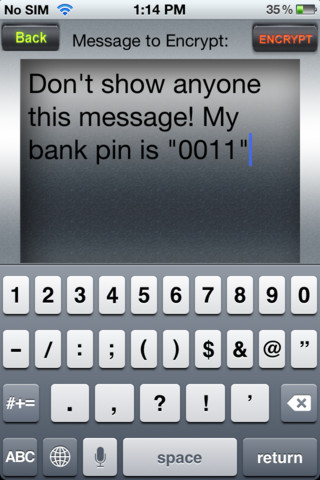 No SIM 1:14 PM 35%
Back Message to Encrypt: ENCRYPT
Don't show anyone
this message! My
bank pin is "0011"
1 2 3 4 5 6 7 8 9 0
- / : ; ( ) $ & @ ”
#+= . , ? ! ’
ABC space return